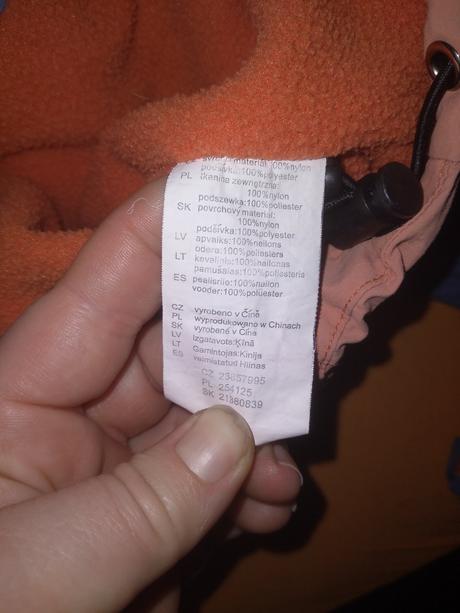 materiál:100%nylon
podšívka:100%polyester
PL tkanina zewnętrzna:
100%nylon
podszewka:100%poliester
SK povrchový materiál:
100%nylon
podšívka:100%polyester
LV apvalks:100%neilons
odere:100%poliesiers
LT kevalinis:100%nailonas
pamušalas:100%poliesteris
ES pealisriie:100%nailon
vooder:100%polüester
CZ vyrobeno v Číně
PL wyprodukowano w Chinach
SK vyrobené v Číně
LV Izgatavots:Ķīnā
LT Gamintojas:Kinija
ES valmistatud Hiinas
CZ 23857995
PL 254125
SK 21880839